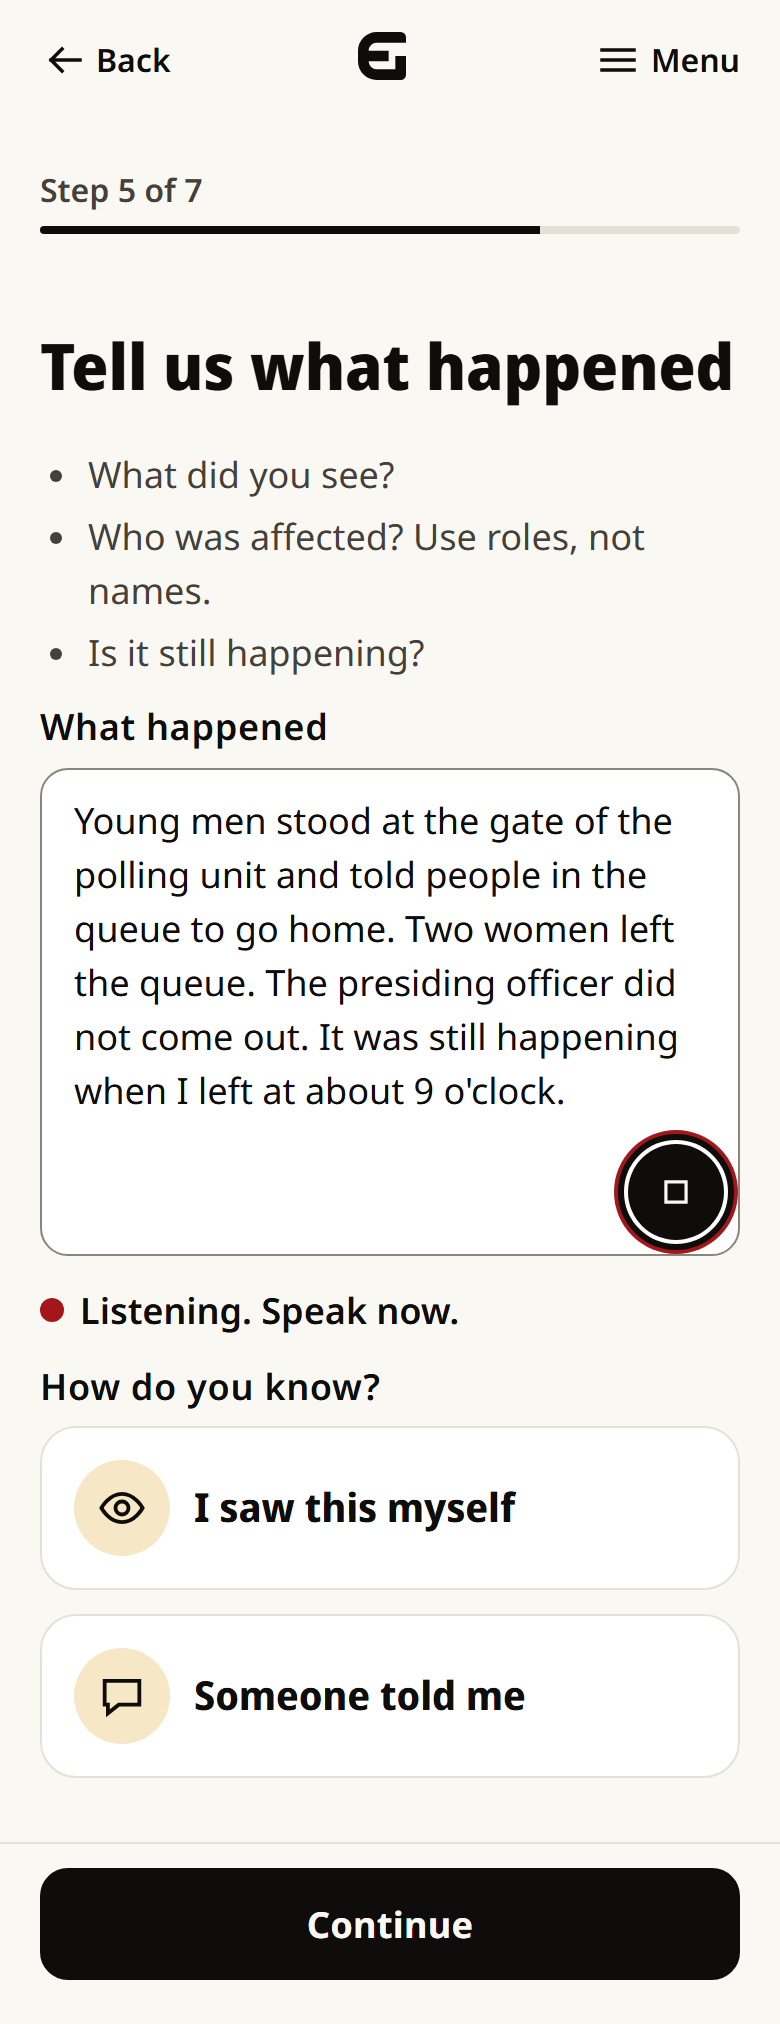 Back
Menu
Step 5 of 7
Tell us what happened
What did you see?
Who was affected? Use roles, not
names.
Is it still happening?
What happened
Young men stood at the gate of the
polling unit and told people in the
queue to go home. Two women left
the queue. The presiding officer did
not come out. It was still happening
when I left at about 9 o'clock.
Listening. Speak now.
How do you know?
I saw this myself
Someone told me
Continue